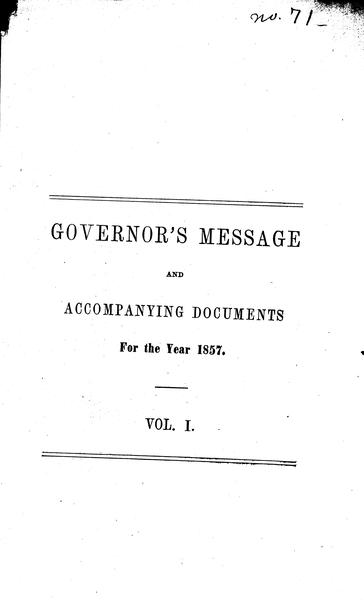 no. 71-
GOVERNOR'S MESSAGE
AND
ACCOMPANYING DOCUMENTS
For the Year 1857.
VOL. I.